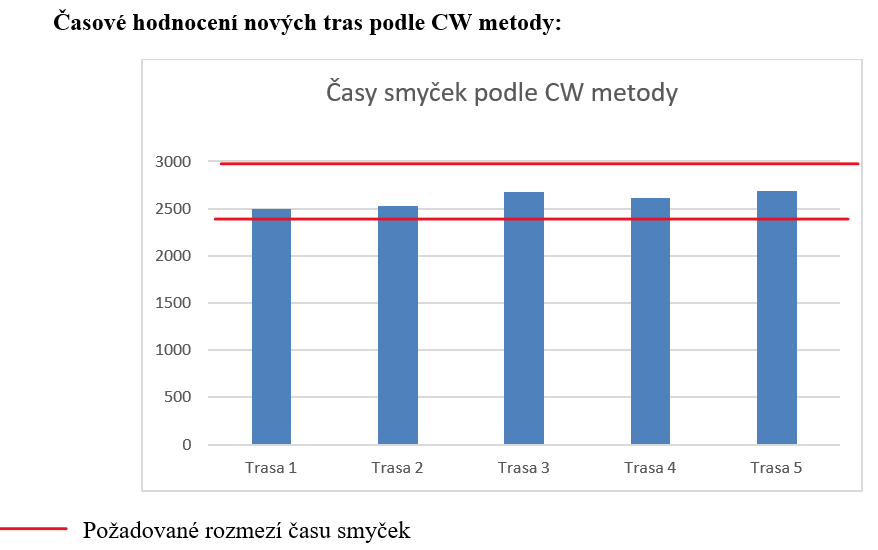 Časové hodnocení nových tras podle CW metody:
Časy smyček podle CW metody
3000
2500
2000
1500
1000
500
0
Trasa 1 Trasa 2 Trasa 3 Trasa 4 Trasa 5
Požadované rozmezí času smyček